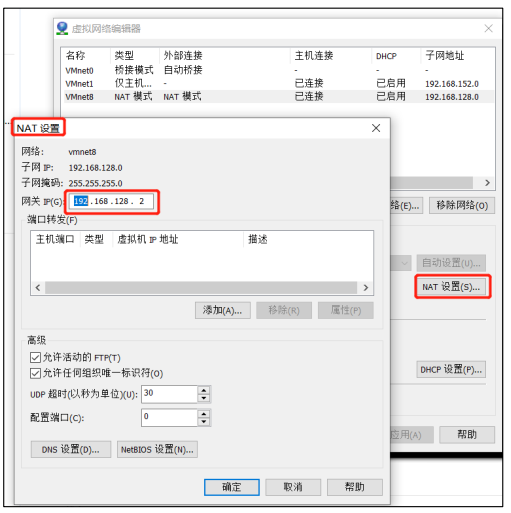 虚拟网络编辑器
名称 类型 外部连接 主机连接 DHCP 子网地址
VMnet0 桥接模式 自动桥接 - - -
VMnet1 仅主机... - 已连接 已启用 192.168.152.0
VMnet8 NAT 模式 NAT 模式 已连接 已启用 192.168.128.0
NAT 设置
网络: vmnet8
子网 IP: 192.168.128.0
子网掩码: 255.255.255.0
网关 IP(G): 192.168.128.2
端口转发(F)
主机端口 类型 虚拟机 IP 地址 描述
添加(A)... 移除(R) 属性(P)
高级
允许活动的 FTP(T)
允许任何组织唯一标识符(O)
UDP 超时(以秒为单位)(U): 30
配置端口(C): 0
DNS 设置(D)... NetBIOS 设置(N)...
确定 取消 帮助
(E)... 移除网络(O)
自动设置(U)...
NAT 设置(S)...
DHCP 设置(P)...
应用(A) 帮助